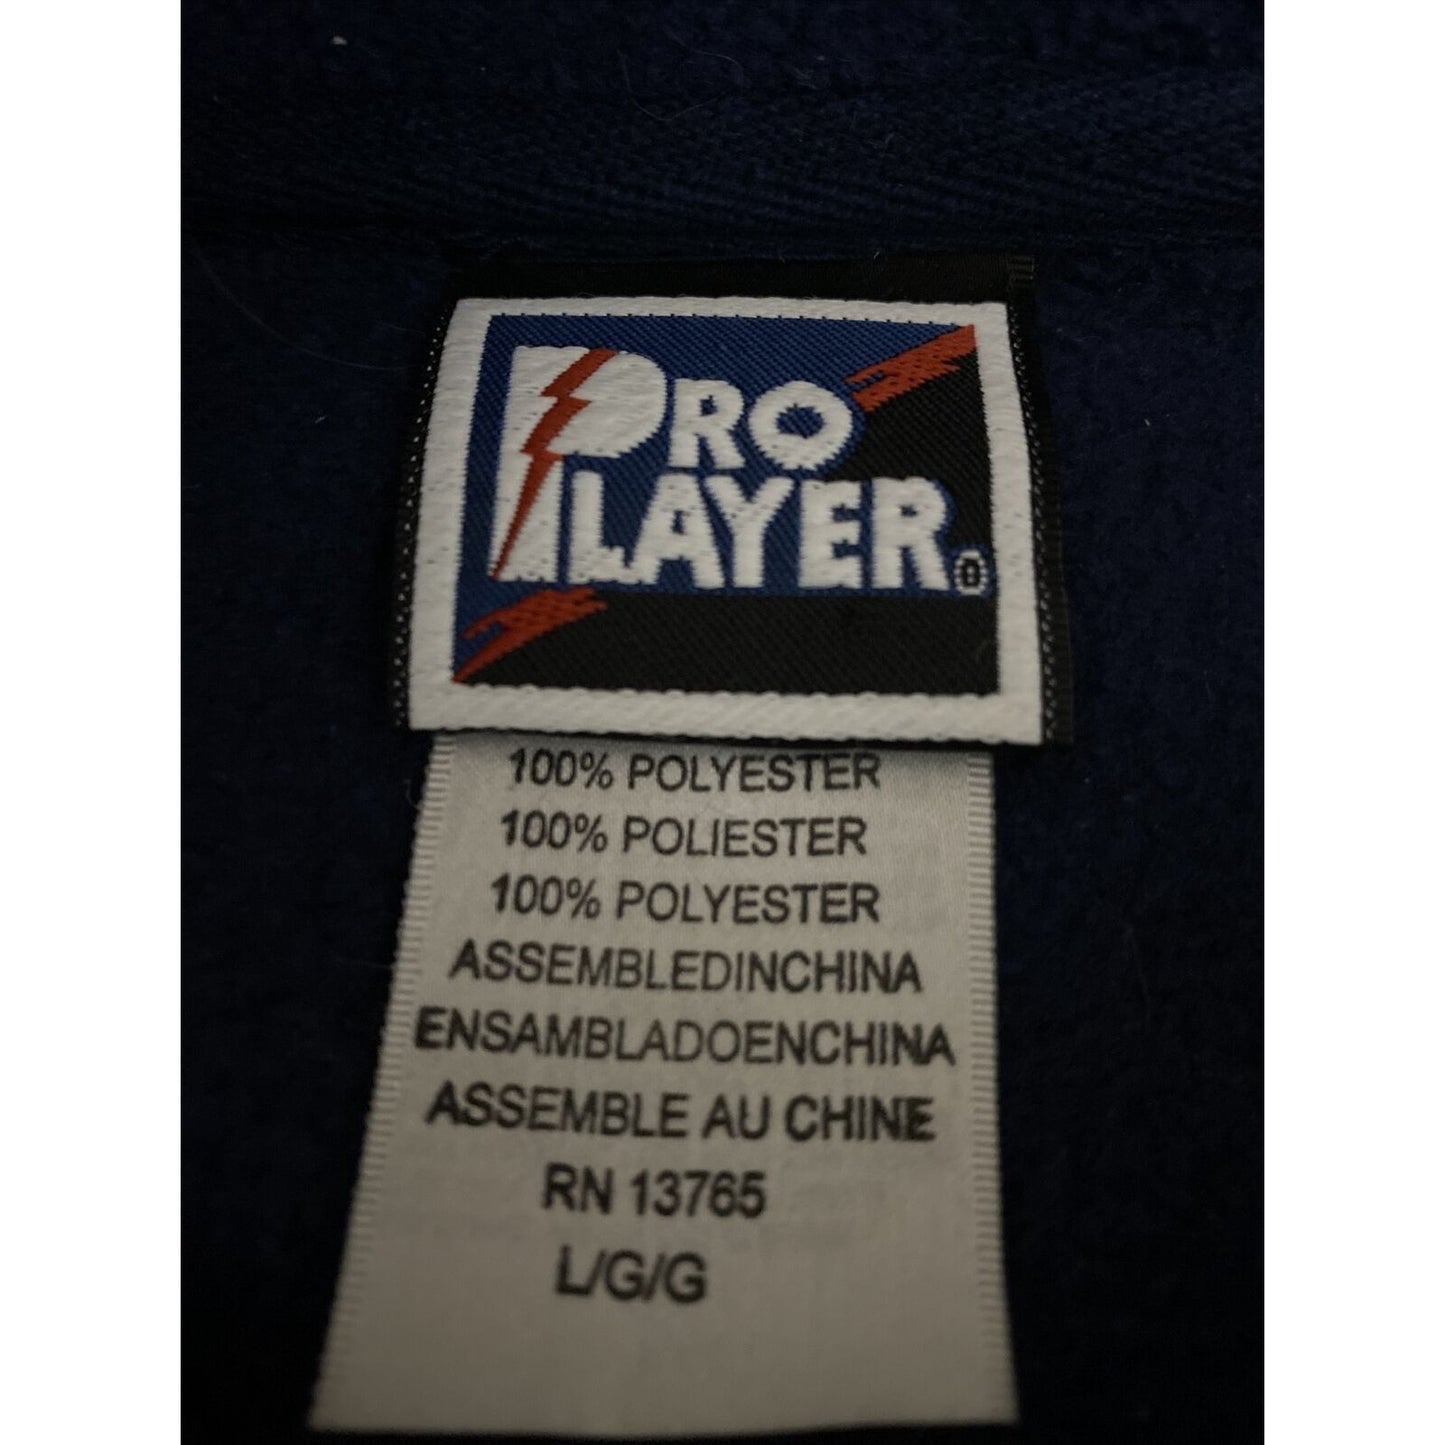 PRO
PLAYER
100% POLYESTER
100% POLIESTER
100% POLYESTER
ASSEMBLEDINCHINA
ENSAMBLADOENCHINA
ASSEMBLE AU CHINE
RN 13765
L/G/G